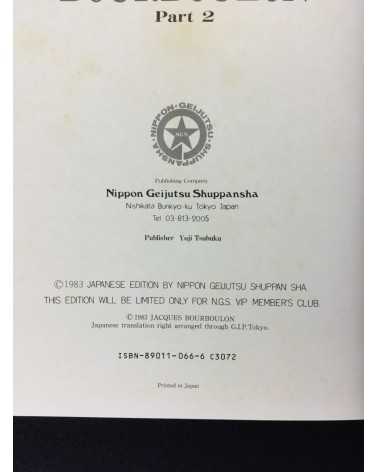 BOURBOULON
Part 2
NIPPON·GEIJUTSU·SHUPPANSHA·
NGS
Publishing Company
Nippon Geijutsu Shuppansha
Nishikata Bunkyo-ku Tokyo Japan
Tel 03-813-2005
Publisher Yuji Tsubuku
©1983 JAPANESE EDITION BY NIPPON GEIJUTSU SHUPPAN SHA.
THIS EDITION WILL BE LIMITED ONLY FOR N.G.S. VIP MEMBER'S CLUB.
© 1983 JACQUES BOURBOULON
Japanese translation right arranged through G.I.P. Tokyo.
ISBN-89011-066-6 C3072
Printed in Japan